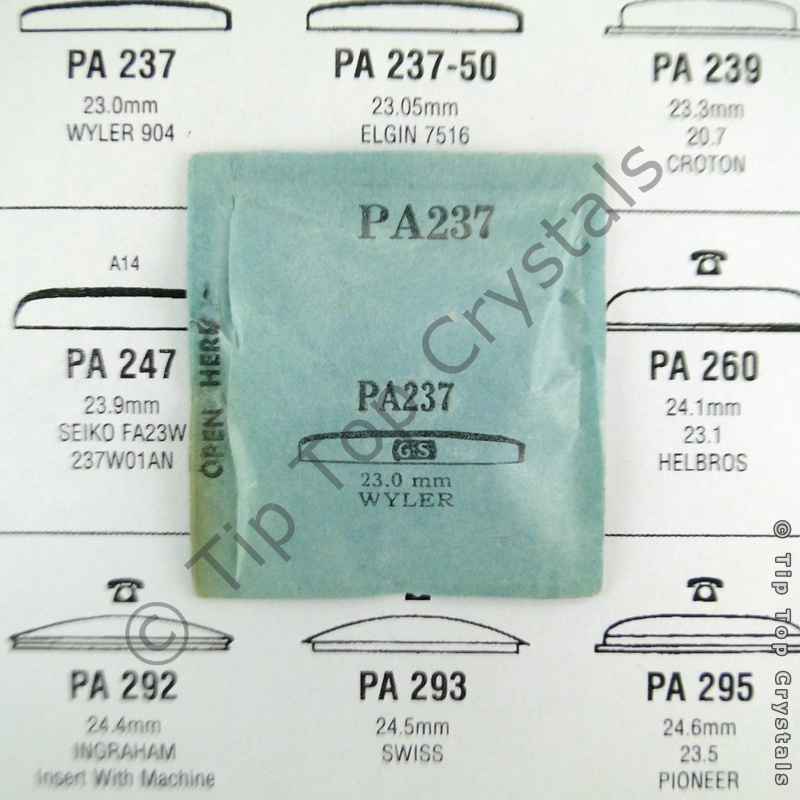 PA 237
23.0mm
WYLER 904
PA 237-50
23.05mm
ELGIN 7516
PA 239
23.3mm
20.7
CROTON
PA237
OPEN HERE
PA237
GS
23.0 mm
WYLER
A14
PA 247
23.9mm
SEIKO FA23W
237W01AN
PA 260
24.1mm
23.1
HELBROS
PA 292
24.4mm
INGRAHAM
Insert With Machine
PA 293
24.5mm
SWISS
PA 295
24.6mm
23.5
PIONEER
© Tip Top Crystals
© Tip Top Crystals